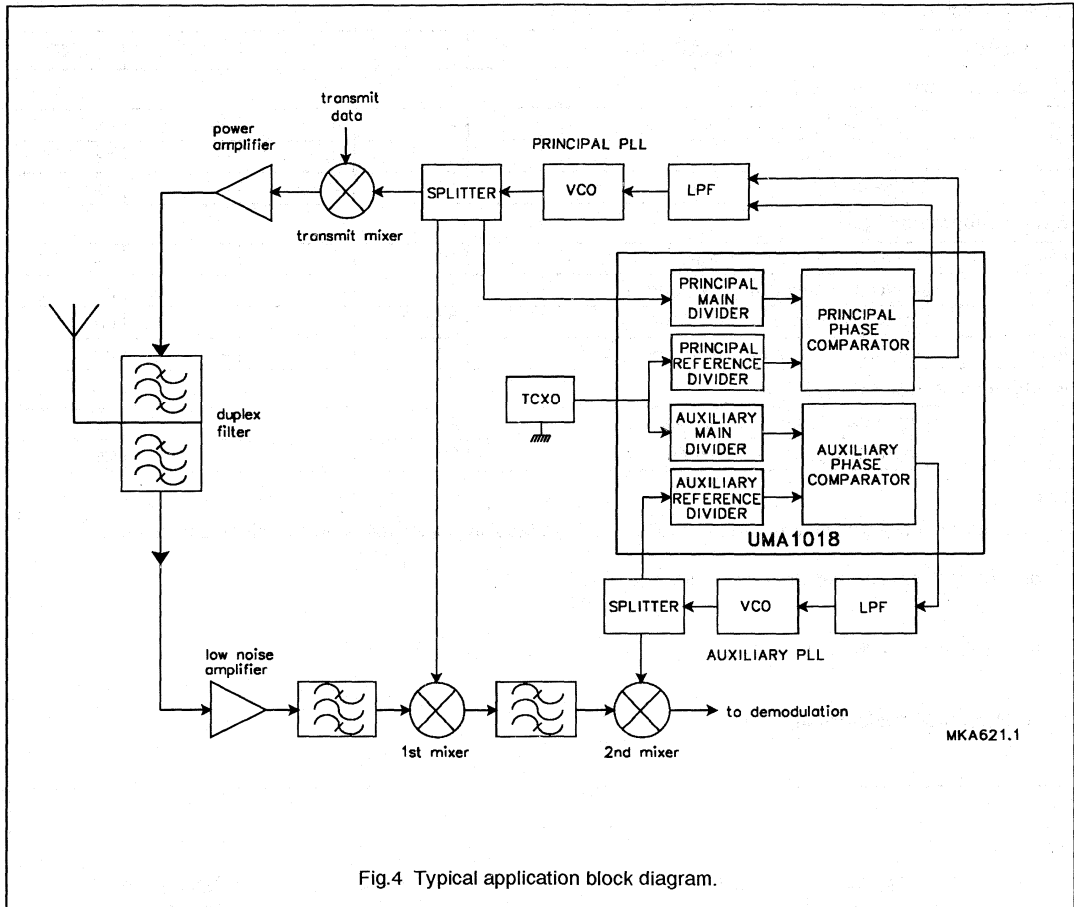 transmit
data
power
amplifier
PRINCIPAL PLL
SPLITTER
VCO
LPF
transmit mixer
PRINCIPAL
MAIN
DIVIDER
PRINCIPAL
PHASE
COMPARATOR
PRINCIPAL
REFERENCE
DIVIDER
TCXO
duplex
filter
AUXILIARY
MAIN
DIVIDER
AUXILIARY
PHASE
COMPARATOR
AUXILIARY
REFERENCE
DIVIDER
UMA1018
SPLITTER
VCO
LPF
AUXILIARY PLL
low noise
amplifier
to demodulation
1st mixer
2nd mixer
MKA621.1
Fig.4 Typical application block diagram.